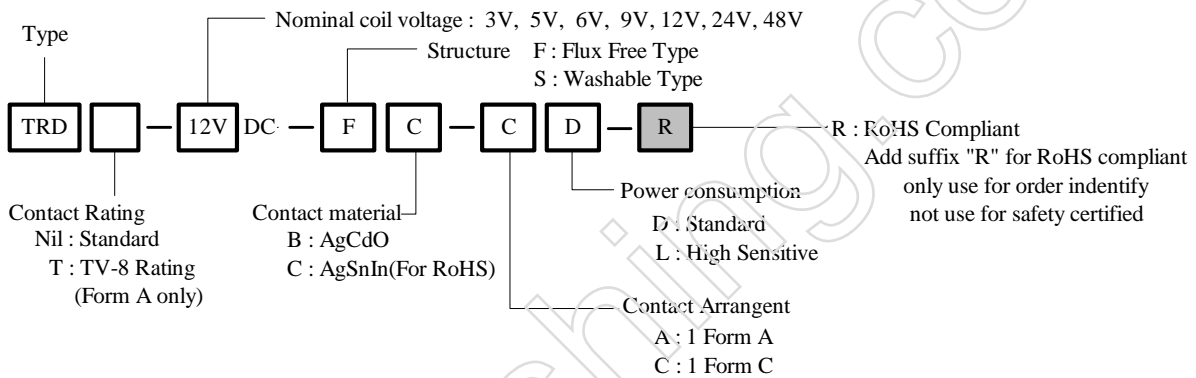 Nominal coil voltage : 3V, 5V, 6V, 9V, 12V, 24V, 48V
Type
Structure F : Flux Free Type
S : Washable Type
TRD 12V DC F C C D R
R : RoHS Compliant
Add suffix "R" for RoHS compliant
only use for order indentify
not use for safety certified
Power consumption
D : Standard
L : High Sensitive
Contact Rating
Nil : Standard
T : TV-8 Rating
(Form A only)
Contact material
B : AgCdO
C : AgSnIn(For RoHS)
Contact Arrangent
A : 1 Form A
C : 1 Form C